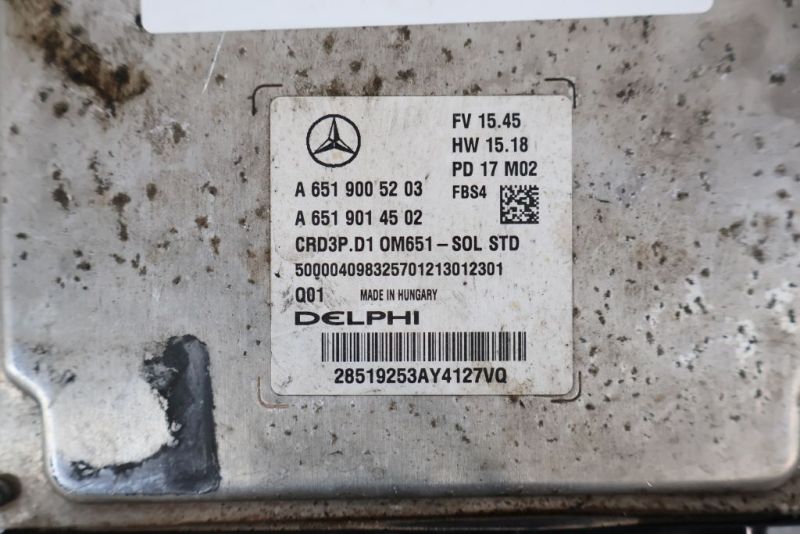 FV 15.45
HW 15.18
PD 17 M02
FBS4
A 651 900 52 03
A 651 901 45 02
CRD3P.D1 OM651-SOL STD
500004098325701213012301
Q01 MADE IN HUNGARY
DELPHI
28519253AY4127VQ